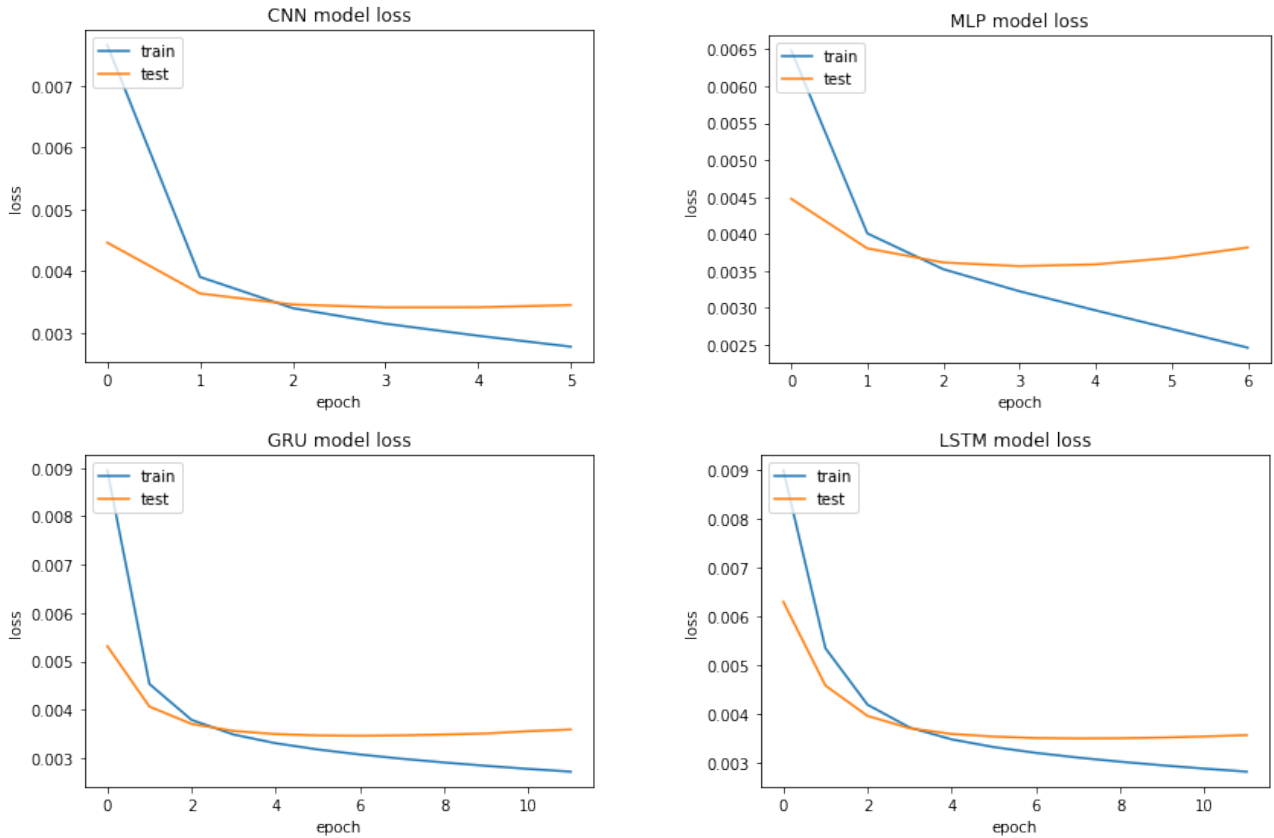 CNN model loss
train
test
0.007
0.006
0.005
0.004
0.003
loss
0 1 2 3 4 5
epoch
MLP model loss
train
test
0.0065
0.0060
0.0055
0.0050
0.0045
0.0040
0.0035
0.0030
0.0025
loss
0 1 2 3 4 5 6
epoch
GRU model loss
train
test
0.009
0.008
0.007
0.006
0.005
0.004
0.003
loss
0 2 4 6 8 10
epoch
LSTM model loss
train
test
0.009
0.008
0.007
0.006
0.005
0.004
0.003
loss
0 2 4 6 8 10
epoch